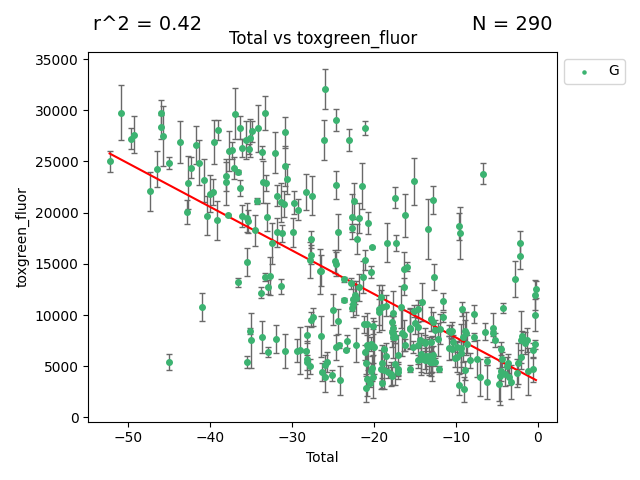 r^2 = 0.42
N = 290
Total vs toxgreen_fluor
35000
30000
25000
20000
15000
10000
5000
0
toxgreen_fluor
−50
−40
−30
−20
−10
0
Total
G